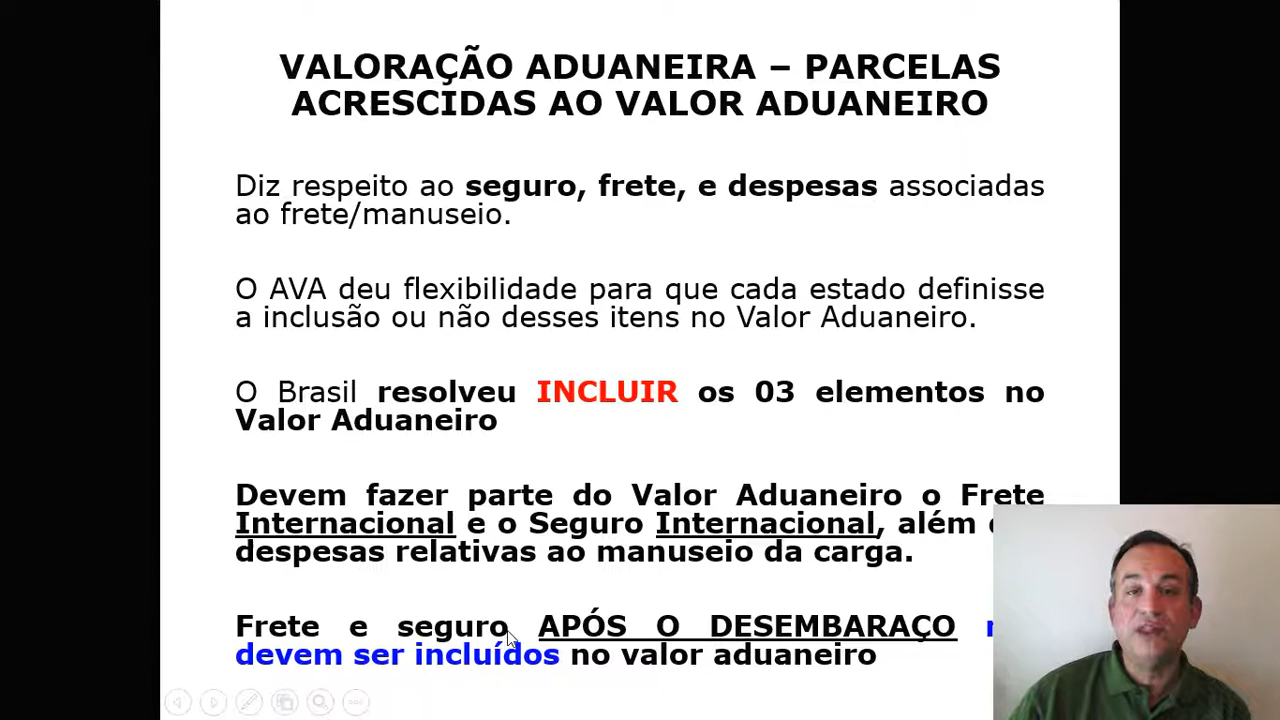 VALORAÇÃO ADUANEIRA – PARCELAS
ACRESCIDAS AO VALOR ADUANEIRO
Diz respeito ao seguro, frete, e despesas associadas
ao frete/manuseio.
O AVA deu flexibilidade para que cada estado definisse
a inclusão ou não desses itens no Valor Aduaneiro.
O Brasil resolveu INCLUIR os 03 elementos no
Valor Aduaneiro
Devem fazer parte do Valor Aduaneiro o Frete
Internacional e o Seguro Internacional, além
despesas relativas ao manuseio da carga.
Frete e seguro APÓS O DESEMBARAÇO
devem ser incluídos no valor aduaneiro